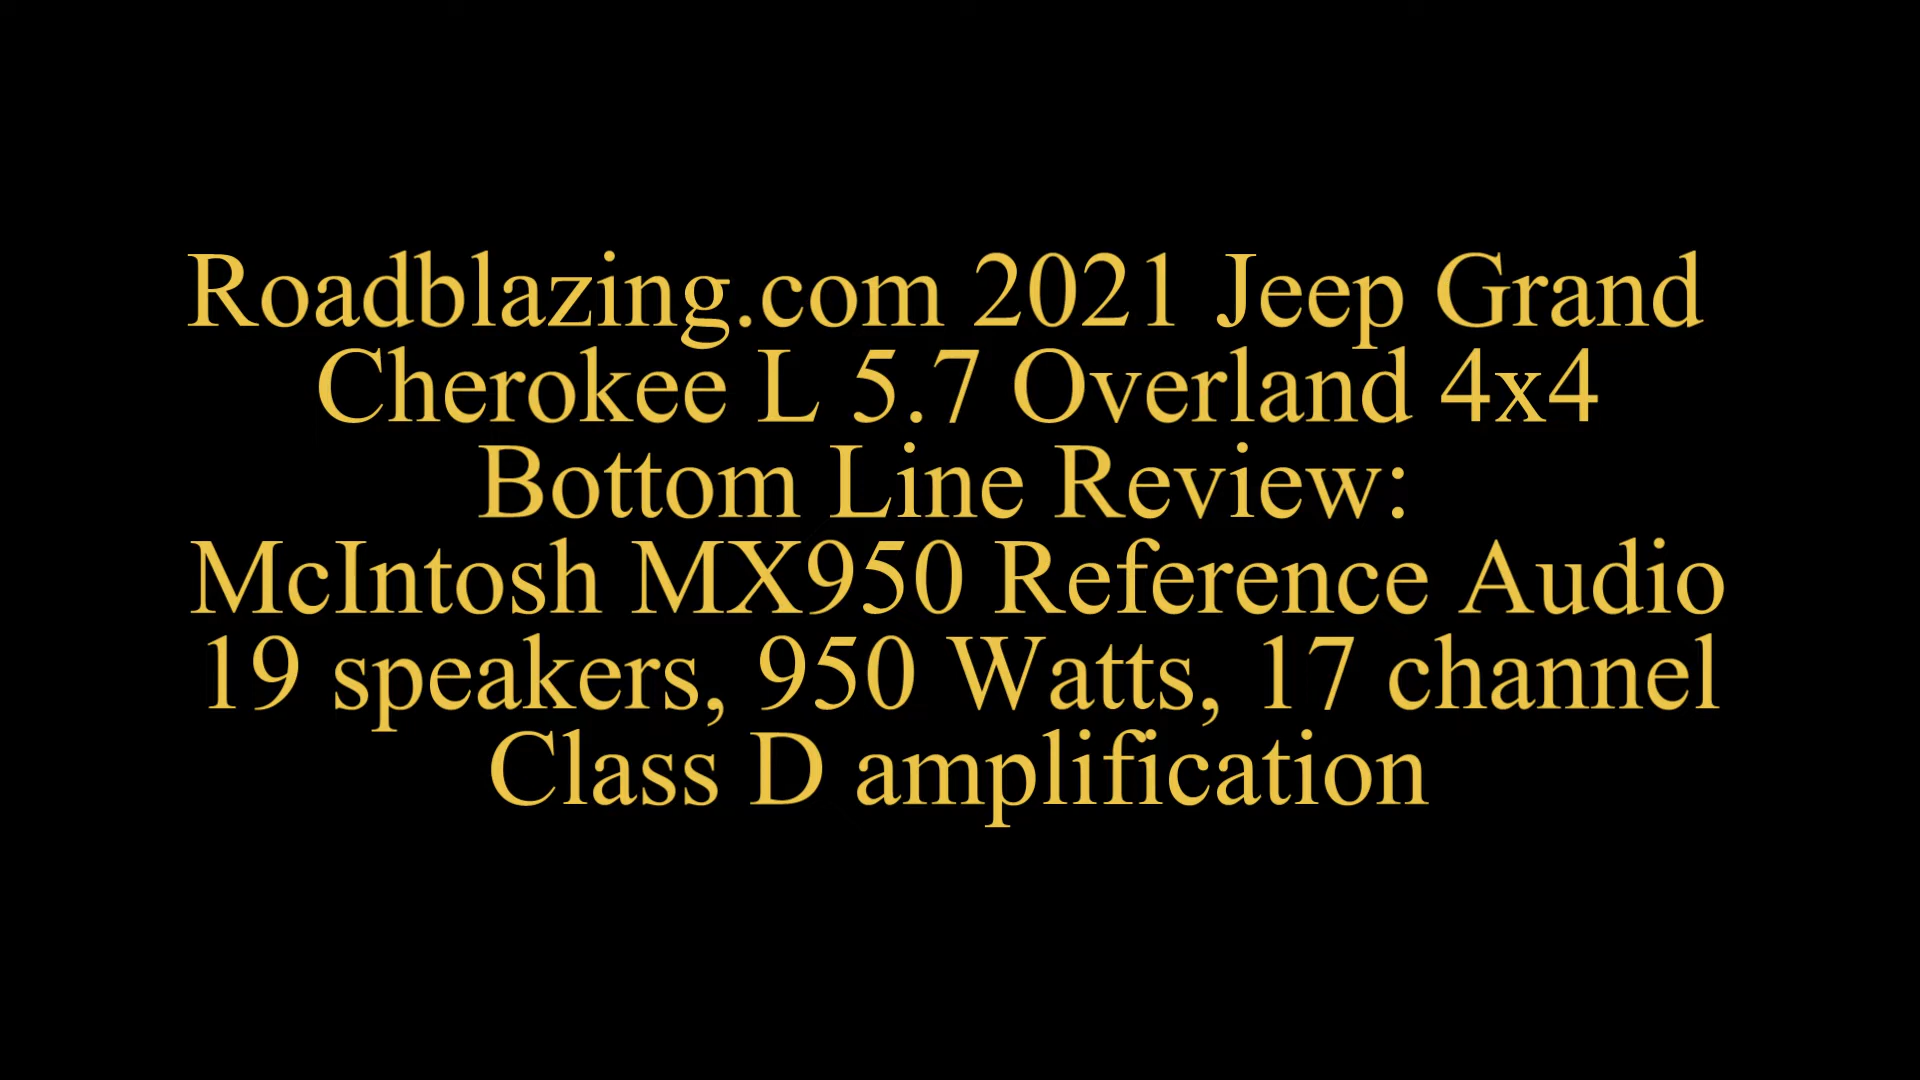 Roadblazing.com 2021 Jeep Grand
Cherokee L 5.7 Overland 4x4
Bottom Line Review:
McIntosh MX950 Reference Audio
19 speakers, 950 Watts, 17 channel
Class D amplification